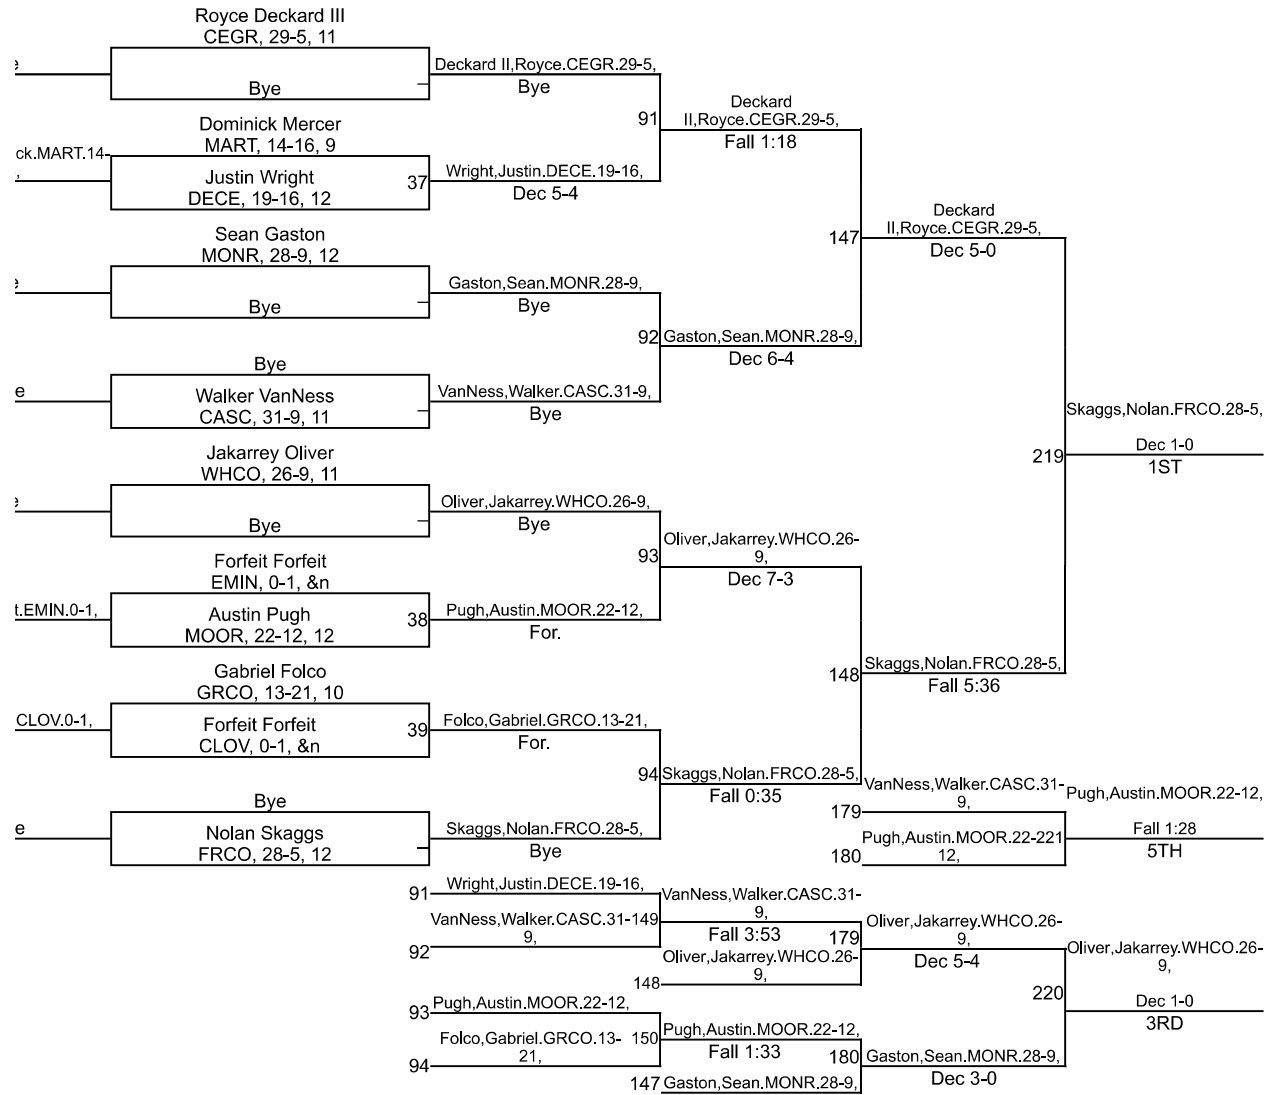 Royce Deckard III
CEGR, 29-5, 11
e
Bye
Deckard II,Royce.CEGR.29-5,
Bye
Dominick Mercer
MART, 14-16, 9
ck.MART.14-
,
Justin Wright
DECE, 19-16, 12
37
Wright,Justin.DECE.19-16,
Dec 5-4
91
Deckard
II,Royce.CEGR.29-5,
Fall 1:18
Sean Gaston
MONR, 28-9, 12
e
Bye
Gaston,Sean.MONR.28-9,
Bye
Bye
e
Walker VanNess
CASC, 31-9, 11
VanNess,Walker.CASC.31-9,
Bye
92
Gaston,Sean.MONR.28-9,
Dec 6-4
147
Deckard
II,Royce.CEGR.29-5,
Dec 5-0
Jakarrey Oliver
WHCO, 26-9, 11
e
Bye
Oliver,Jakarrey.WHCO.26-9,
Bye
Forfeit Forfeit
EMIN, 0-1, &n
t.EMIN.0-1,
Austin Pugh
MOOR, 22-12, 12
38
Pugh,Austin.MOOR.22-12,
For.
93
Oliver,Jakarrey.WHCO.26-
9,
Dec 7-3
Gabriel Folco
GRCO, 13-21, 10
CLOV.0-1,
Forfeit Forfeit
CLOV, 0-1, &n
39
Folco,Gabriel.GRCO.13-21,
For.
Bye
e
Nolan Skaggs
FRCO, 28-5, 12
Skaggs,Nolan.FRCO.28-5,
Bye
94
Skaggs,Nolan.FRCO.28-5,
Fall 0:35
148
Skaggs,Nolan.FRCO.28-5,
Fall 5:36
219
Skaggs,Nolan.FRCO.28-5,
Dec 1-0
1ST
179
VanNess,Walker.CASC.31-
9,
180
Pugh,Austin.MOOR.22-221
12,
Pugh,Austin.MOOR.22-12,
Fall 1:28
5TH
91
Wright,Justin.DECE.19-16,
92
VanNess,Walker.CASC.31-149
9,
VanNess,Walker.CASC.31-
9,
Fall 3:53
148
Oliver,Jakarrey.WHCO.26-
9,
179
Oliver,Jakarrey.WHCO.26-
9,
Dec 5-4
93
Pugh,Austin.MOOR.22-12,
94
Folco,Gabriel.GRCO.13-
21,
150
Pugh,Austin.MOOR.22-12,
Fall 1:33
147
Gaston,Sean.MONR.28-9,
180
Gaston,Sean.MONR.28-9,
Dec 3-0
220
Oliver,Jakarrey.WHCO.26-
9,
Dec 1-0
3RD